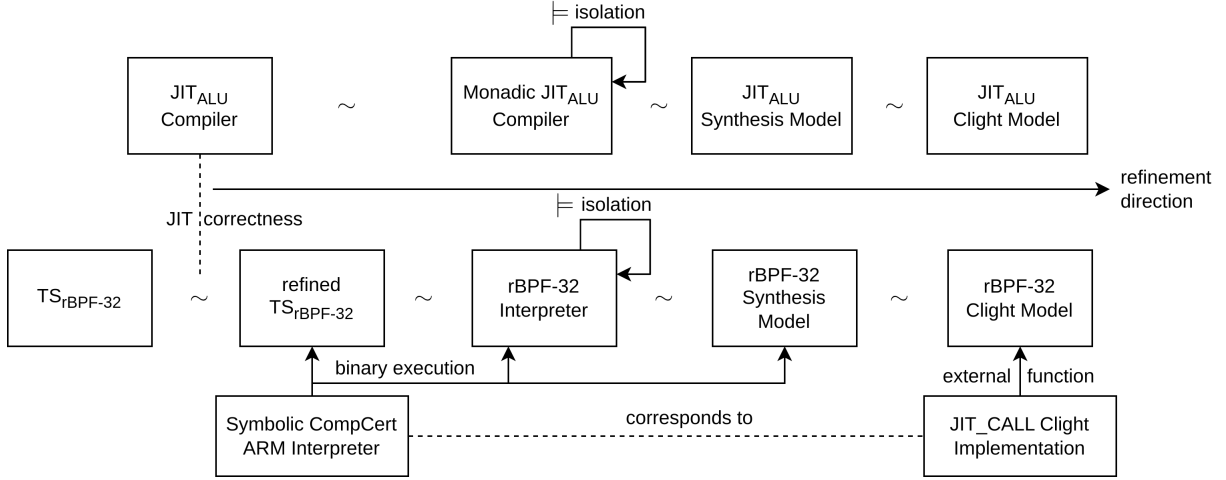 ⊨ isolation
JIT_ALU
Compiler
∼
Monadic JIT_ALU
Compiler
∼
JIT_ALU
Synthesis Model
∼
JIT_ALU
Clight Model
refinement
direction
JIT correctness
⊨ isolation
TS_rBPF-32
∼
refined
TS_rBPF-32
∼
rBPF-32
Interpreter
∼
rBPF-32
Synthesis
Model
∼
rBPF-32
Clight Model
binary execution
external function
Symbolic CompCert
ARM Interpreter
corresponds to
JIT_CALL Clight
Implementation